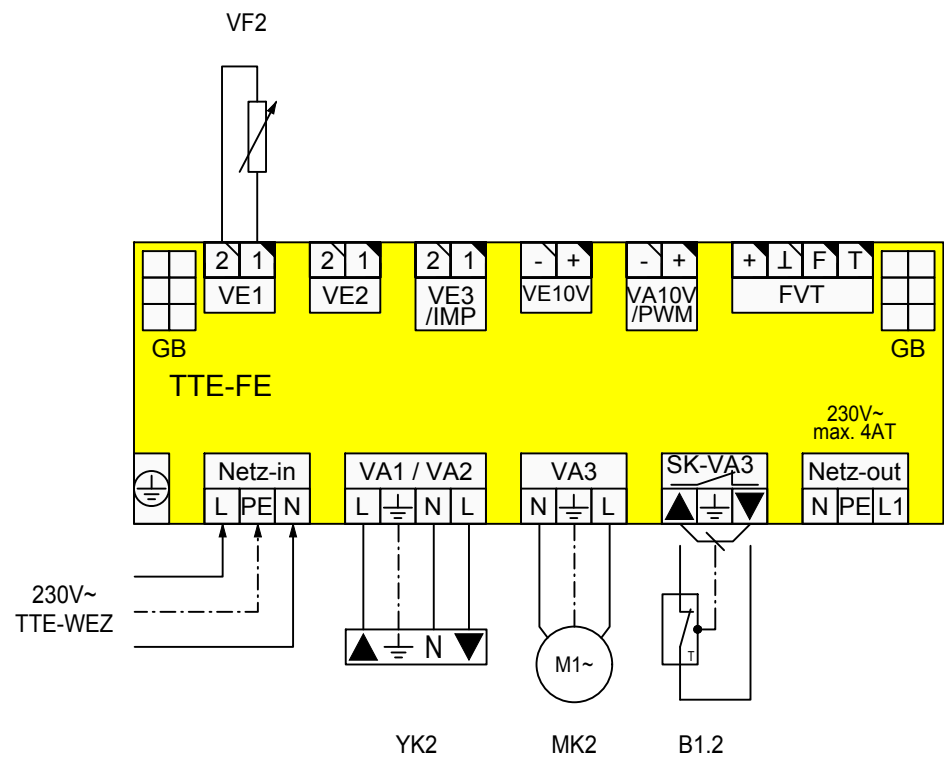 VF2
2 1 2 1 2 1 - + - + + ⊥ F T
VE1 VE2 VE3 /IMP VE10V VA10V /PWM FVT
GB GB
TTE-FE
230V~
max. 4AT
Netz-in VA1 / VA2 VA3 SK-VA3 Netz-out
L PE N L N L N L N PE L1
230V~
TTE-WEZ
N
M1~
T
YK2 MK2 B1.2